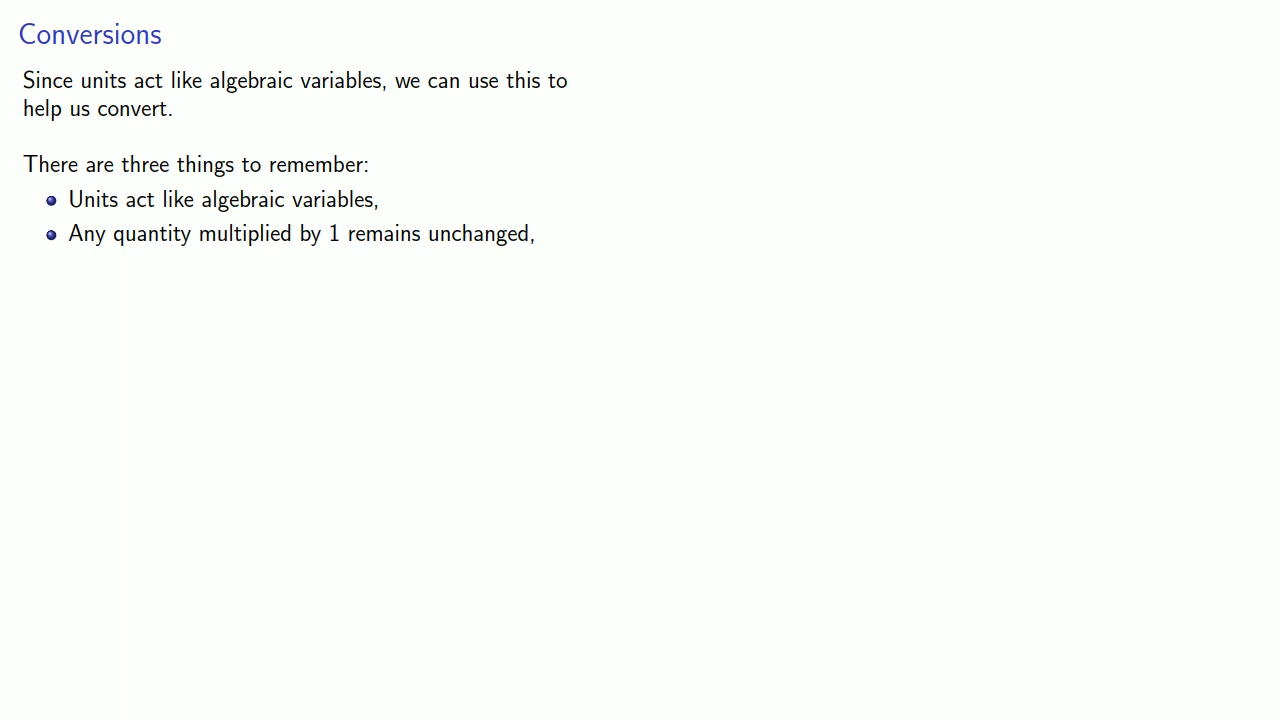 Conversions
Since units act like algebraic variables, we can use this to
help us convert.
There are three things to remember:
Units act like algebraic variables,
Any quantity multiplied by 1 remains unchanged,